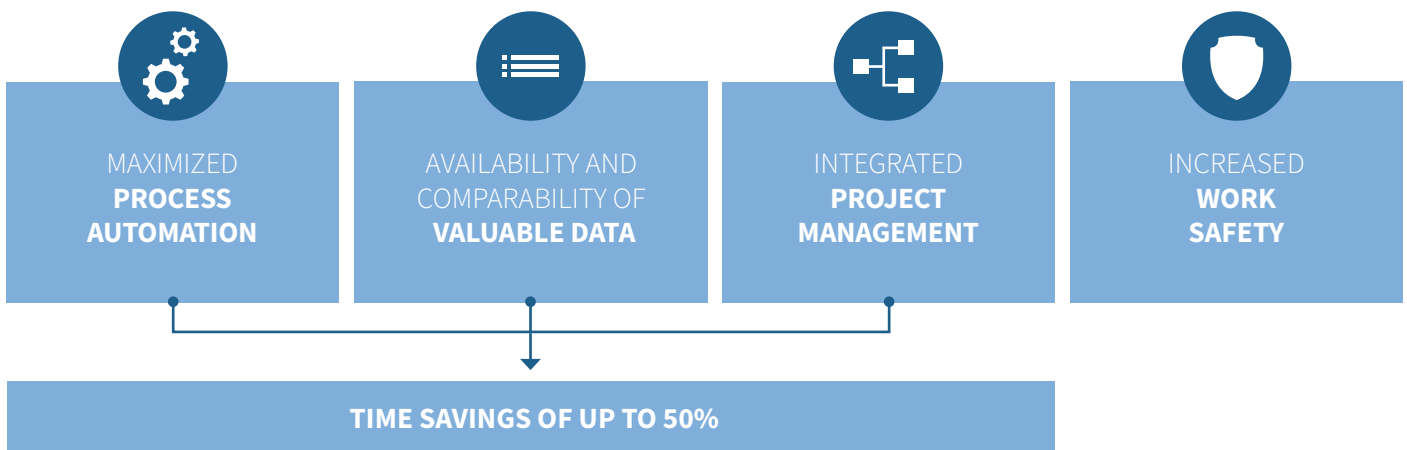 MAXIMIZED
PROCESS
AUTOMATION
AVAILABILITY AND
COMPARABILITY OF
VALUABLE DATA
INTEGRATED
PROJECT
MANAGEMENT
INCREASED
WORK
SAFETY
TIME SAVINGS OF UP TO 50%